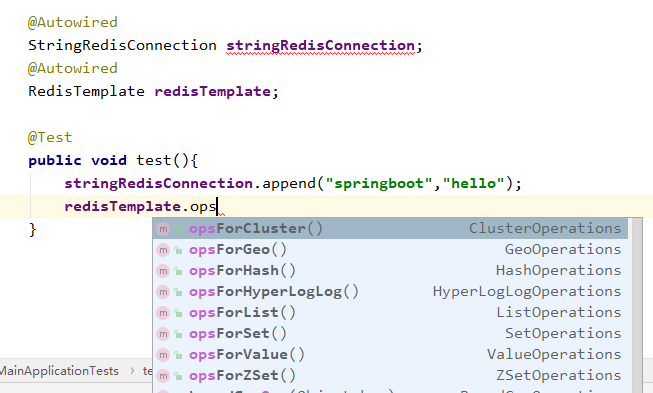 @Autowired
StringRedisConnection stringRedisConnection;
@Autowired
RedisTemplate redisTemplate;
@Test
public void test(){
stringRedisConnection.append("springboot","hello");
redisTemplate.ops
}
m opsForCluster() ClusterOperations
m opsForGeo() GeoOperations
m opsForHash() HashOperations
m opsForHyperLogLog() HyperLogLogOperations
m opsForList() ListOperations
m opsForSet() SetOperations
m opsForValue() ValueOperations
m opsForZSet() ZSetOperations
MainApplicationTests › te